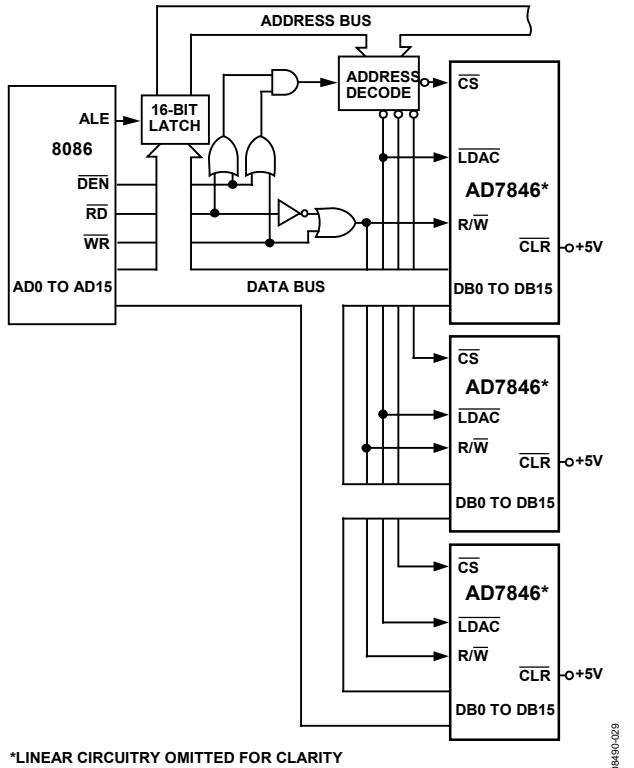 ADDRESS BUS
ALE
16-BIT
LATCH
ADDRESS
DECODE
8086
DEN
RD
WR
AD0 TO AD15
DATA BUS
CS
LDAC
AD7846*
R/W
CLR
+5V
DB0 TO DB15
CS
AD7846*
LDAC
R/W
CLR
+5V
DB0 TO DB15
CS
AD7846*
LDAC
R/W
CLR
+5V
DB0 TO DB15
*LINEAR CIRCUITRY OMITTED FOR CLARITY
08490-029